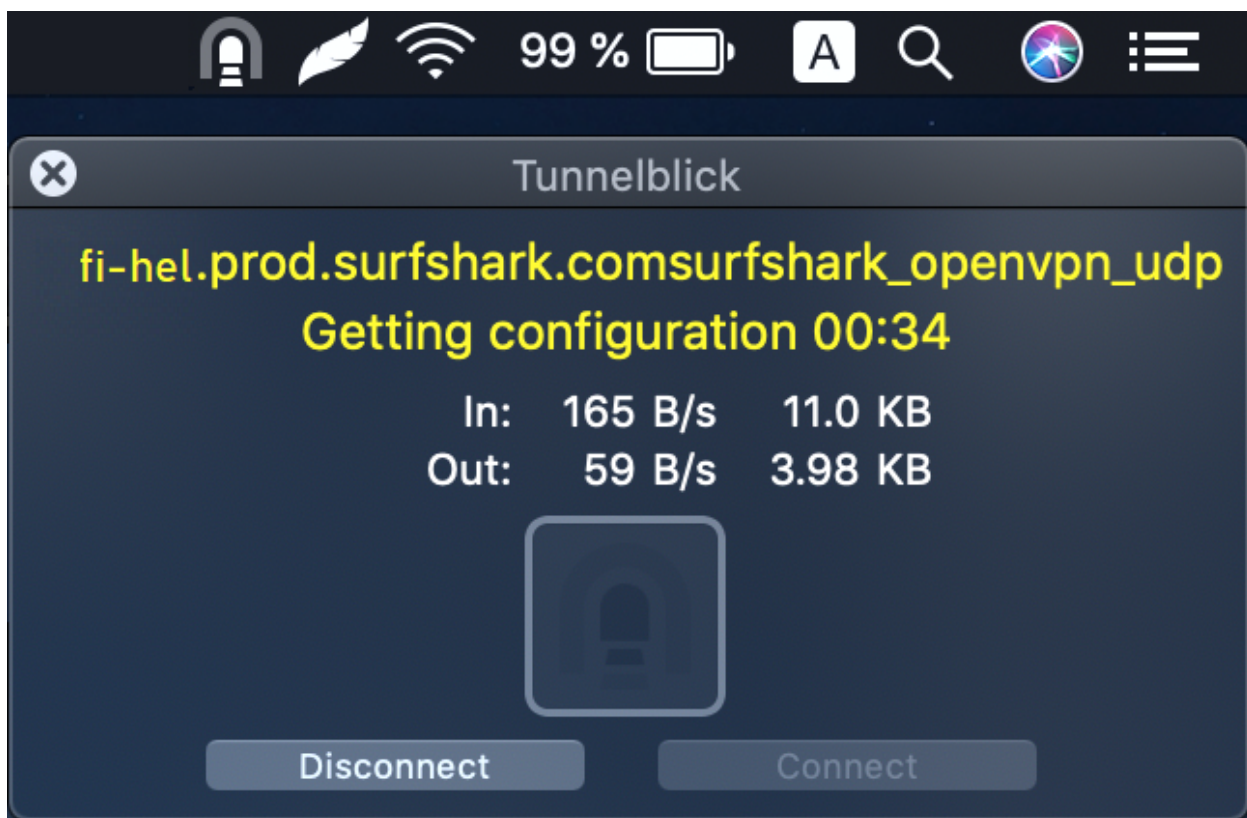 99 % A
Tunnelblick
fi-hel.prod.surfshark.comsurfshark_openvpn_udp
Getting configuration 00:34
In: 165 B/s 11.0 KB
Out: 59 B/s 3.98 KB
Disconnect Connect